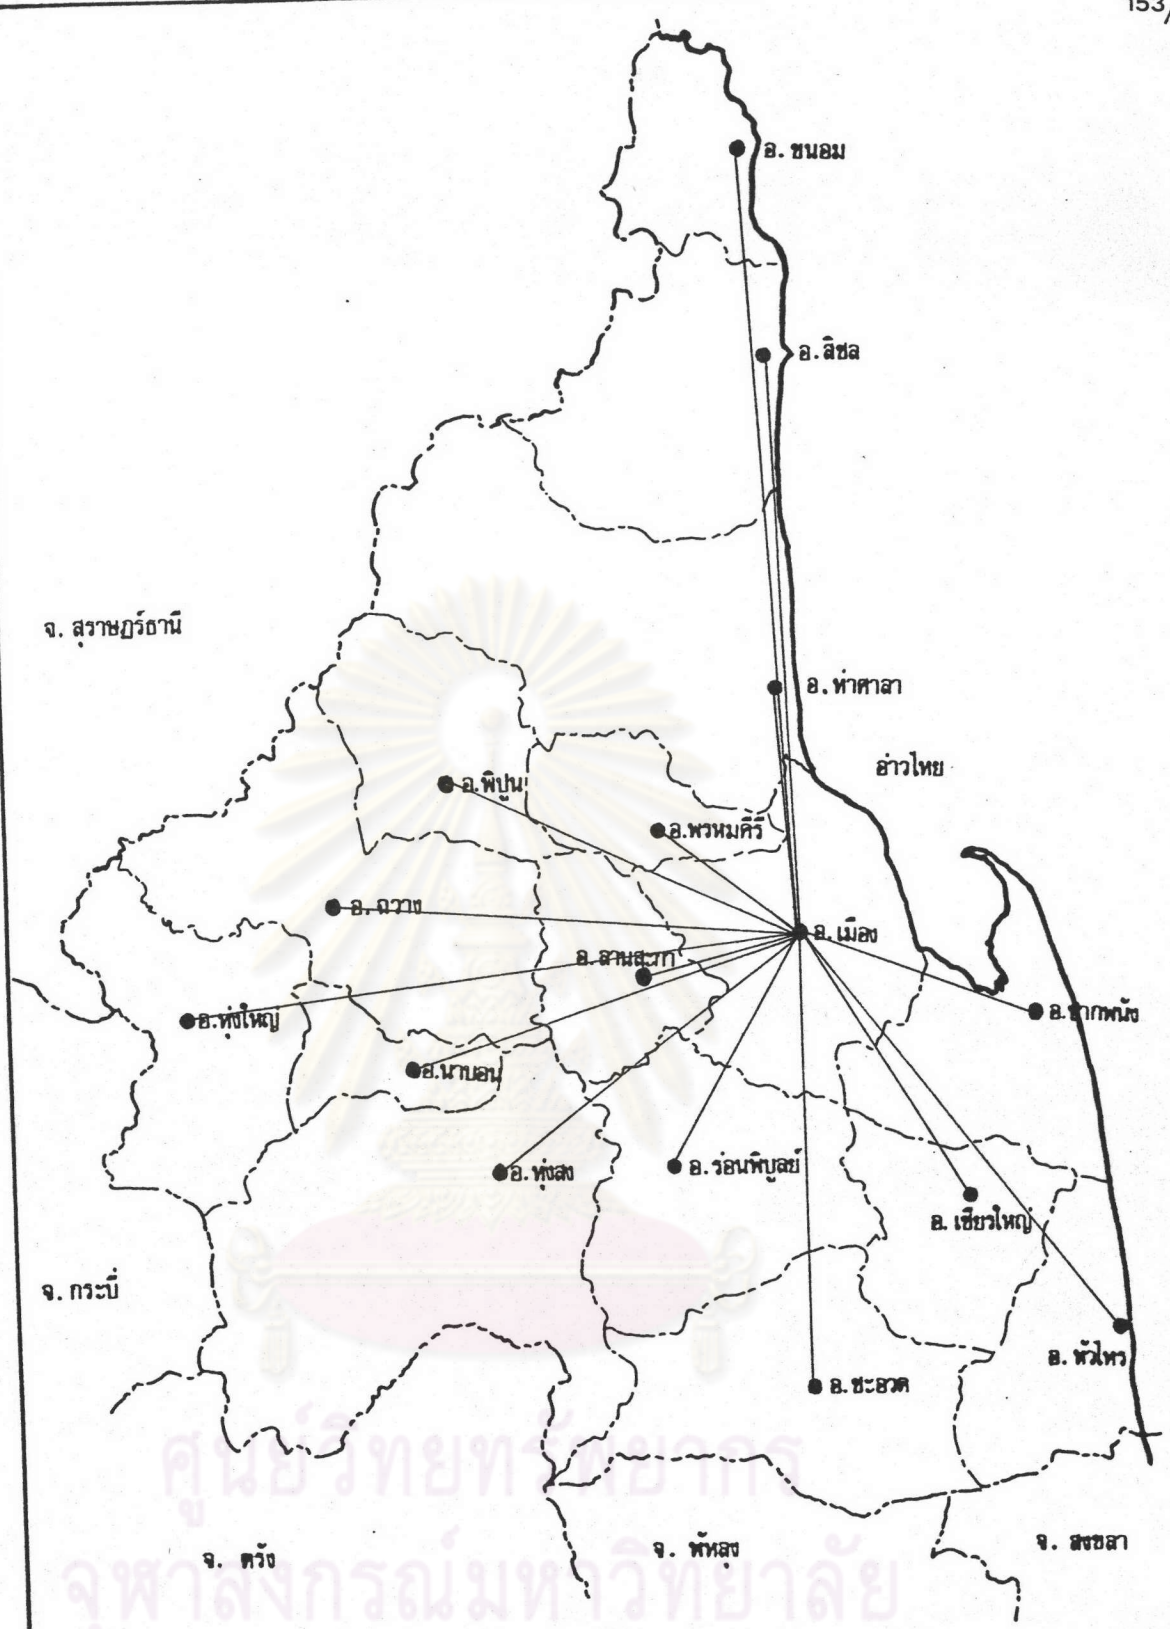 153/
อ. ขนอม
อ. สิชล
จ. สุราษฎร์ธานี
อ. ท่าศาลา
อ่าวไทย
อ. พิปูน
อ. พรหมคีรี
อ. ฉวาง
อ. เมือง
อ. ลานสะกา
อ. ทุ่งใหญ่
อ. ปากพนัง
อ. นาบอน
อ. ทุ่งสง
อ. ร่อนพิบูลย์
อ. เชียรใหญ่
จ. กระบี่
อ. หัวไทร
อ. ชะอวด
ศูนย์วิทยทรัพยากร
จ. ตรัง
จ. พัทลุง
จ. สงขลา
จุฬาลงกรณ์มหาวิทยาลัย